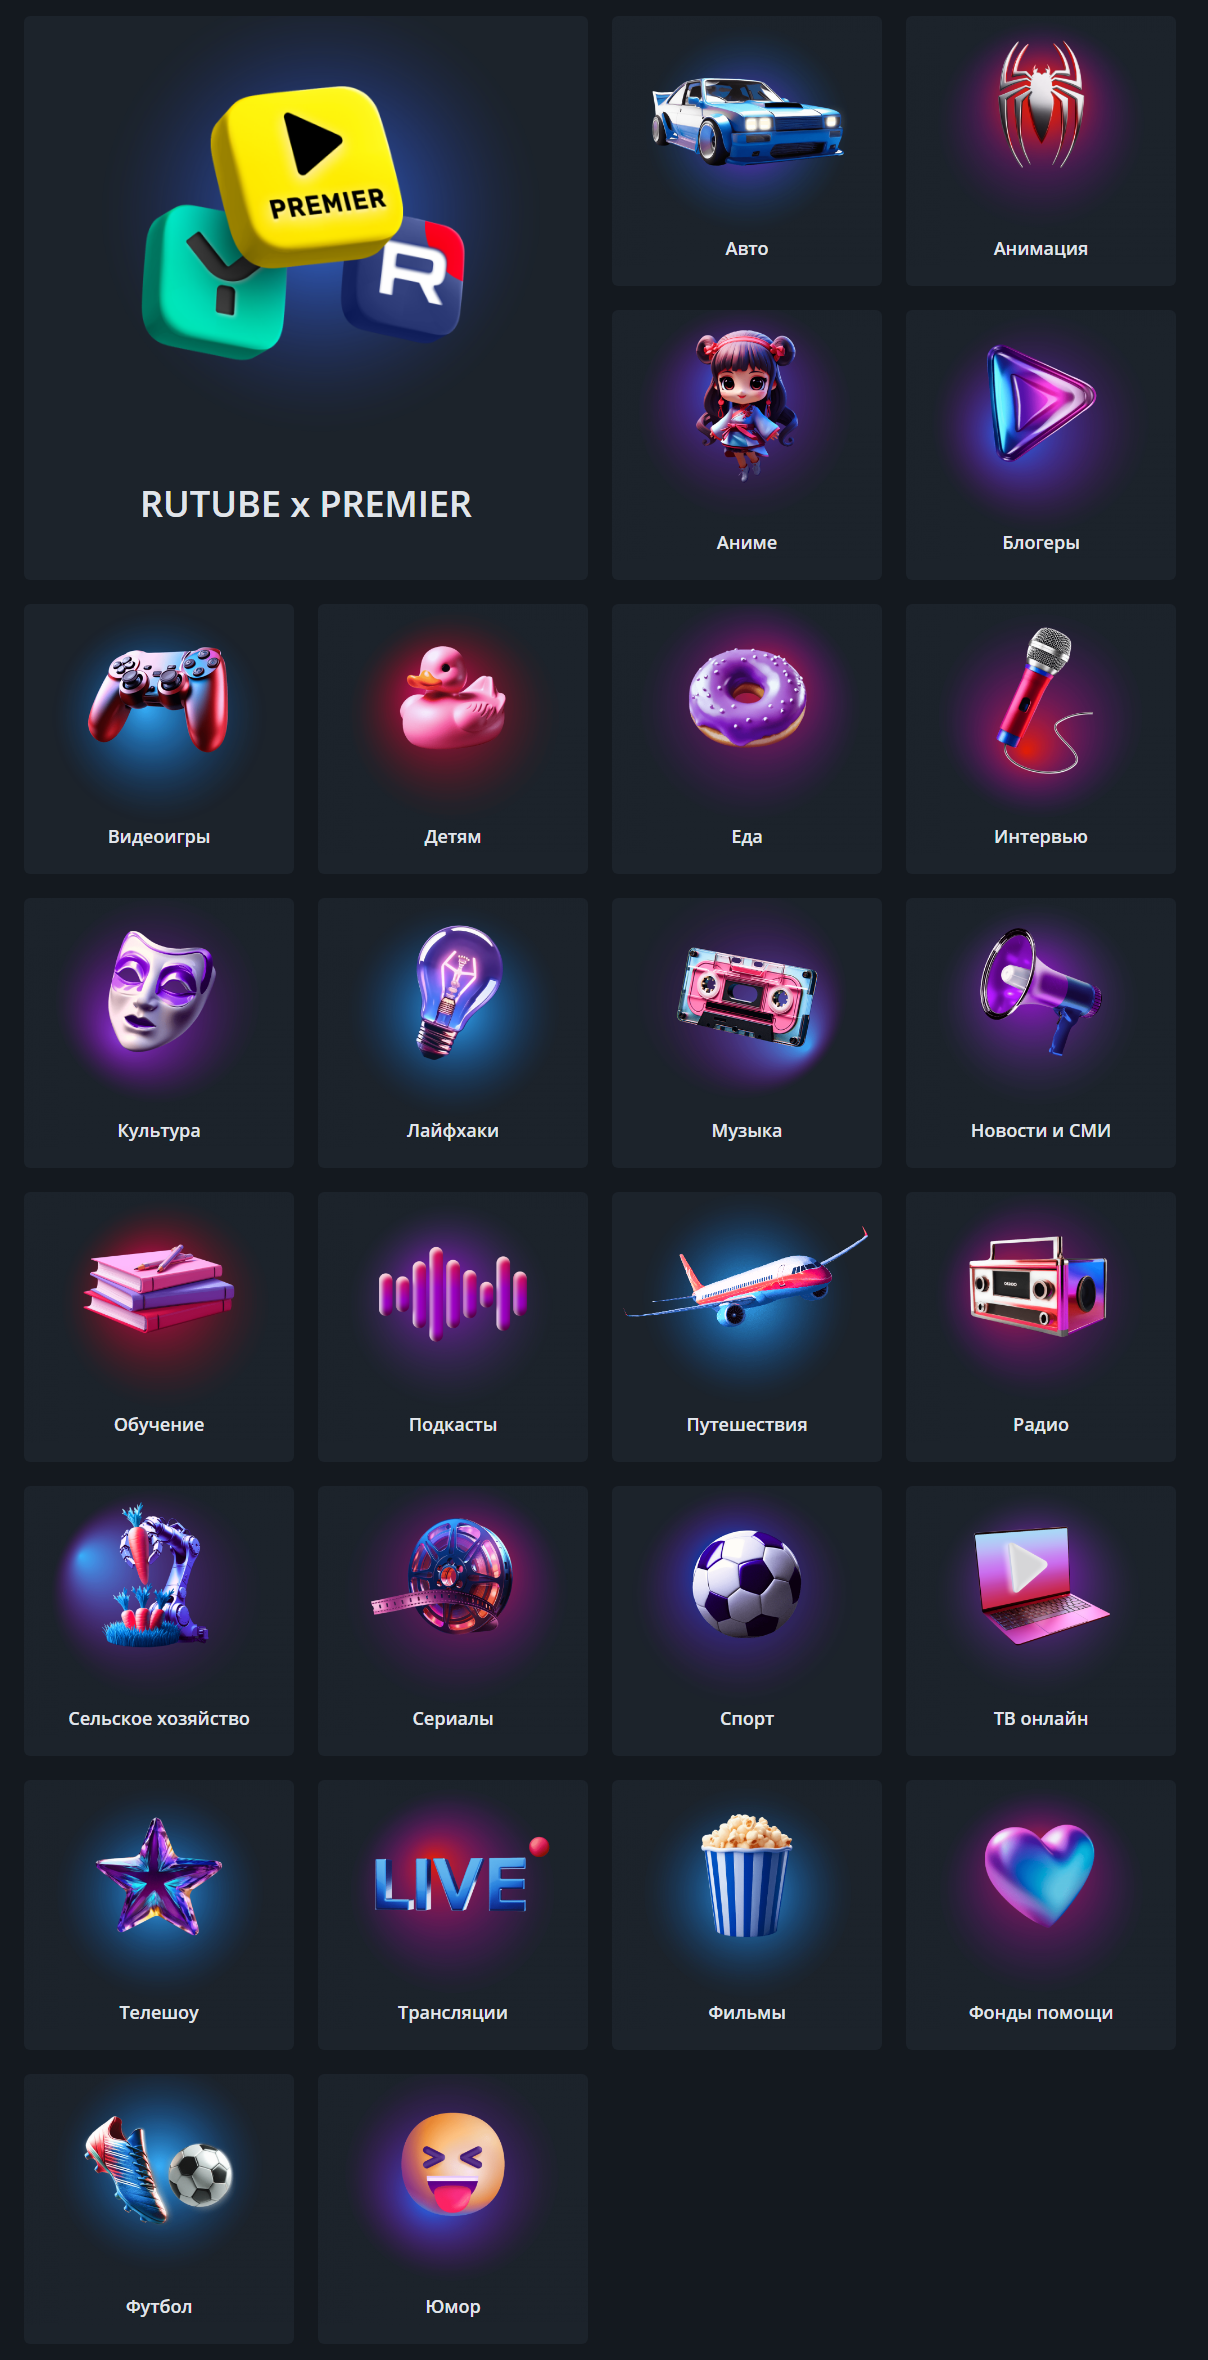 PREMIER
Y
R
RUTUBE x PREMIER
Авто
Анимация
Аниме
Блогеры
Видеоигры
Детям
Еда
Интервью
Культура
Лайфхаки
Музыка
Новости и СМИ
Обучение
Подкасты
Путешествия
Радио
Сельское хозяйство
Сериалы
Спорт
ТВ онлайн
Телешоу
LIVE
Трансляции
Фильмы
Фонды помощи
Футбол
Юмор